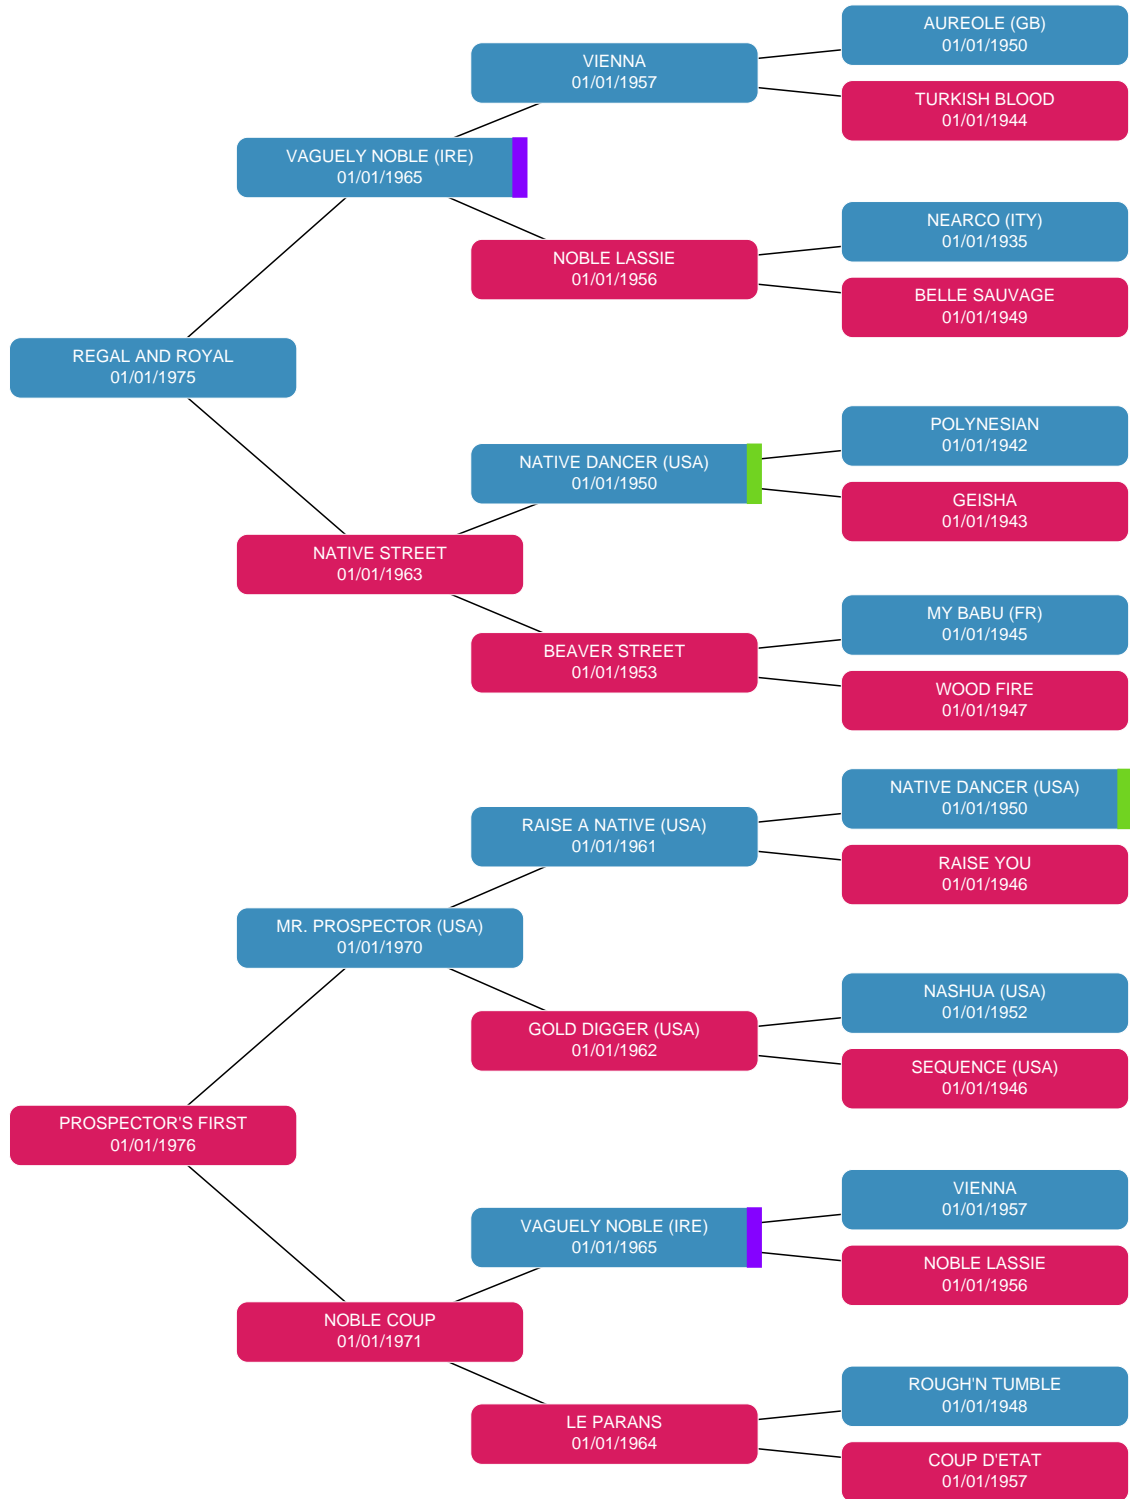 AUREOLE (GB)
01/01/1950
VIENNA
01/01/1957
TURKISH BLOOD
01/01/1944
VAGUELY NOBLE (IRE)
01/01/1965
NEARCO (ITY)
01/01/1935
NOBLE LASSIE
01/01/1956
BELLE SAUVAGE
01/01/1949
REGAL AND ROYAL
01/01/1975
POLYNESIAN
01/01/1942
NATIVE DANCER (USA)
01/01/1950
GEISHA
01/01/1943
NATIVE STREET
01/01/1963
MY BABU (FR)
01/01/1945
BEAVER STREET
01/01/1953
WOOD FIRE
01/01/1947
NATIVE DANCER (USA)
01/01/1950
RAISE A NATIVE (USA)
01/01/1961
RAISE YOU
01/01/1946
MR. PROSPECTOR (USA)
01/01/1970
NASHUA (USA)
01/01/1952
GOLD DIGGER (USA)
01/01/1962
SEQUENCE (USA)
01/01/1946
PROSPECTOR'S FIRST
01/01/1976
VIENNA
01/01/1957
VAGUELY NOBLE (IRE)
01/01/1965
NOBLE LASSIE
01/01/1956
NOBLE COUP
01/01/1971
ROUGH'N TUMBLE
01/01/1948
LE PARANS
01/01/1964
COUP D'ETAT
01/01/1957